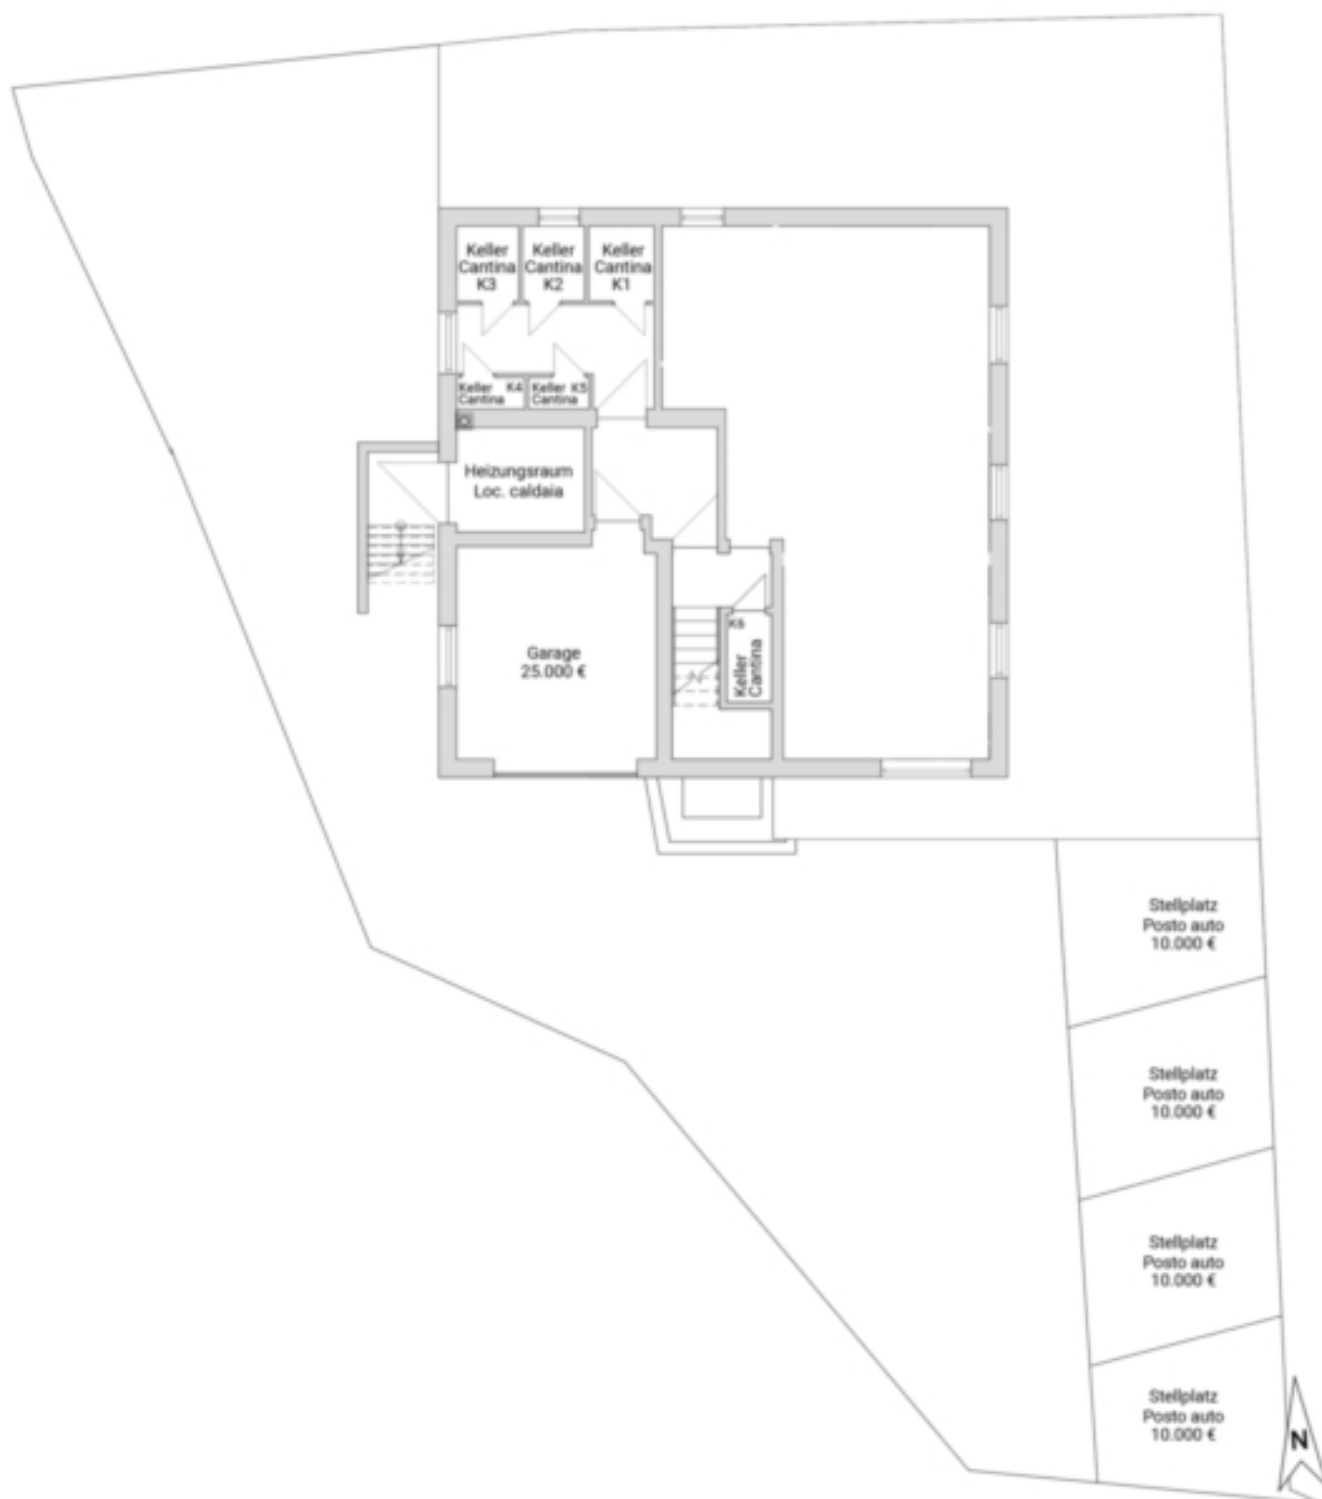 Keller
Cantina
K3
Keller
Cantina
K2
Keller
Cantina
K1
Keller K4
Cantina
Keller K5
Cantina
Heizungsraum
Loc. caldaia
Garage
25.000 €
K6
Keller
Cantina
Stellplatz
Posto auto
10.000 €
Stellplatz
Posto auto
10.000 €
Stellplatz
Posto auto
10.000 €
Stellplatz
Posto auto
10.000 €
N